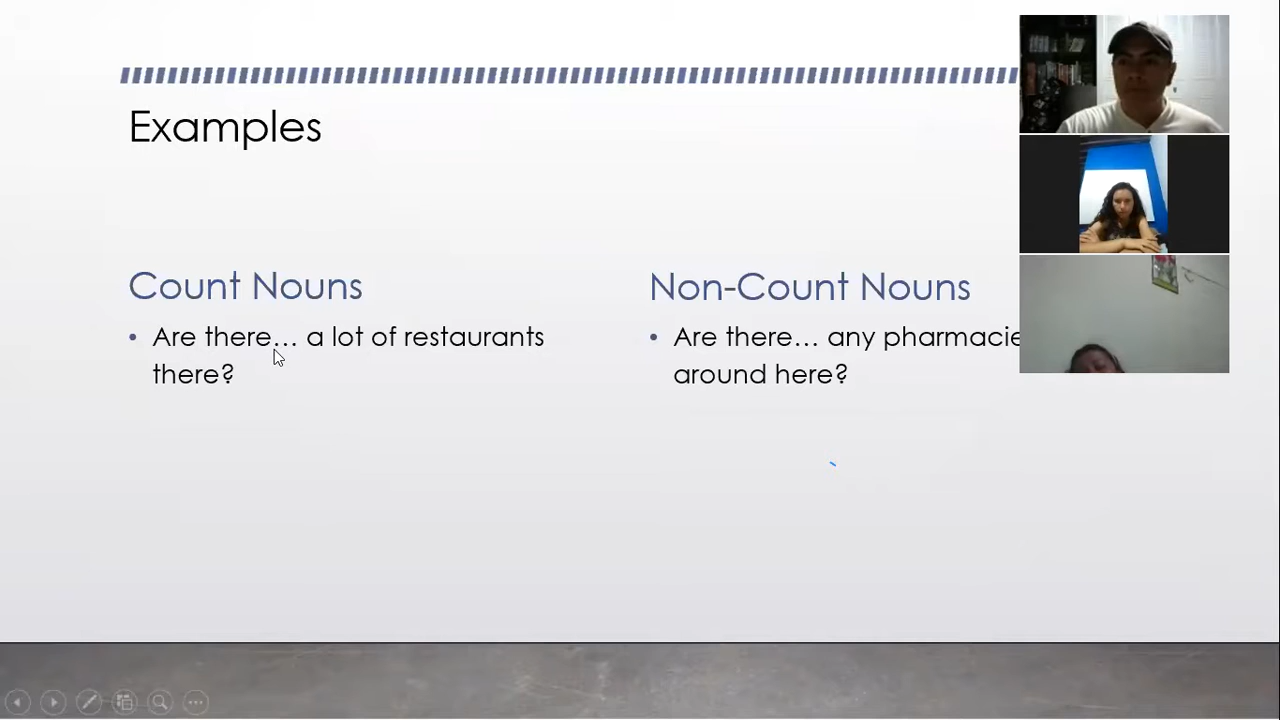 Examples
Count Nouns
• Are there... a lot of restaurants
there?
Non-Count Nouns
• Are there... any pharmacie
around here?